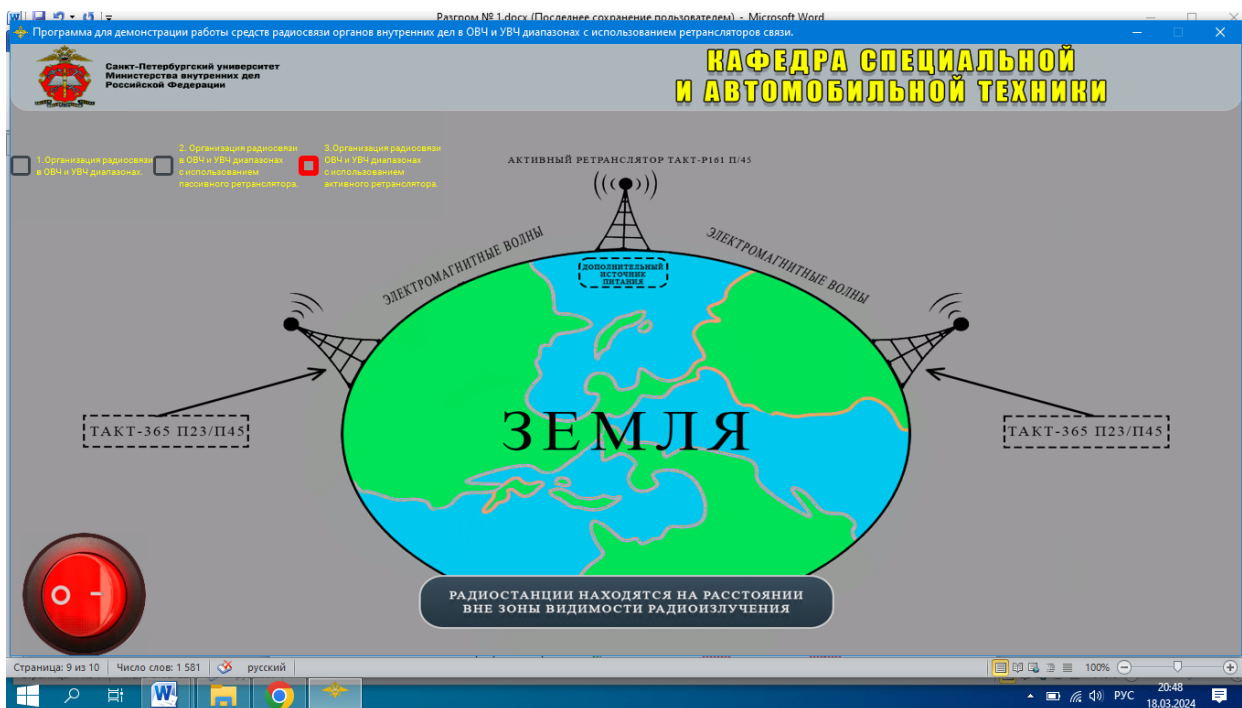 Разгром № 1.docx (Последнее сохранение пользователем) - Microsoft Word
Программа для демонстрации работы средств радиосвязи органов внутренних дел в ОВЧ и УВЧ диапазонах с использованием ретрансляторов связи.
Санкт-Петербургский университет
Министерства внутренних дел
Российской Федерации
КАФЕДРА СПЕЦИАЛЬНОЙ
И АВТОМОБИЛЬНОЙ ТЕХНИКИ
1.Организация радиосвязи
в ОВЧ и УВЧ диапазонах.
2. Организация радиосвязи
в ОВЧ и УВЧ диапазонах
с использованием
пассивного ретранслятора.
3.Организация радиосвязи
ОВЧ и УВЧ диапазонах
с использованием
активного ретранслятора.
АКТИВНЫЙ РЕТРАНСЛЯТОР ТАКТ-Р161 П/45
ЭЛЕКТРОМАГНИТНЫЕ ВОЛНЫ
ЭЛЕКТРОМАГНИТНЫЕ ВОЛНЫ
ДОПОЛНИТЕЛЬНЫЙ
ИСТОЧНИК
ПИТАНИЯ
ТАКТ-365 П23/П45
ЗЕМЛЯ
ТАКТ-365 П23/П45
РАДИОСТАНЦИИ НАХОДЯТСЯ НА РАССТОЯНИИ
ВНЕ ЗОНЫ ВИДИМОСТИ РАДИОИЗЛУЧЕНИЯ
Страница: 9 из 10 Число слов: 1 581 русский 100%
РУС 20:48
18.03.2024